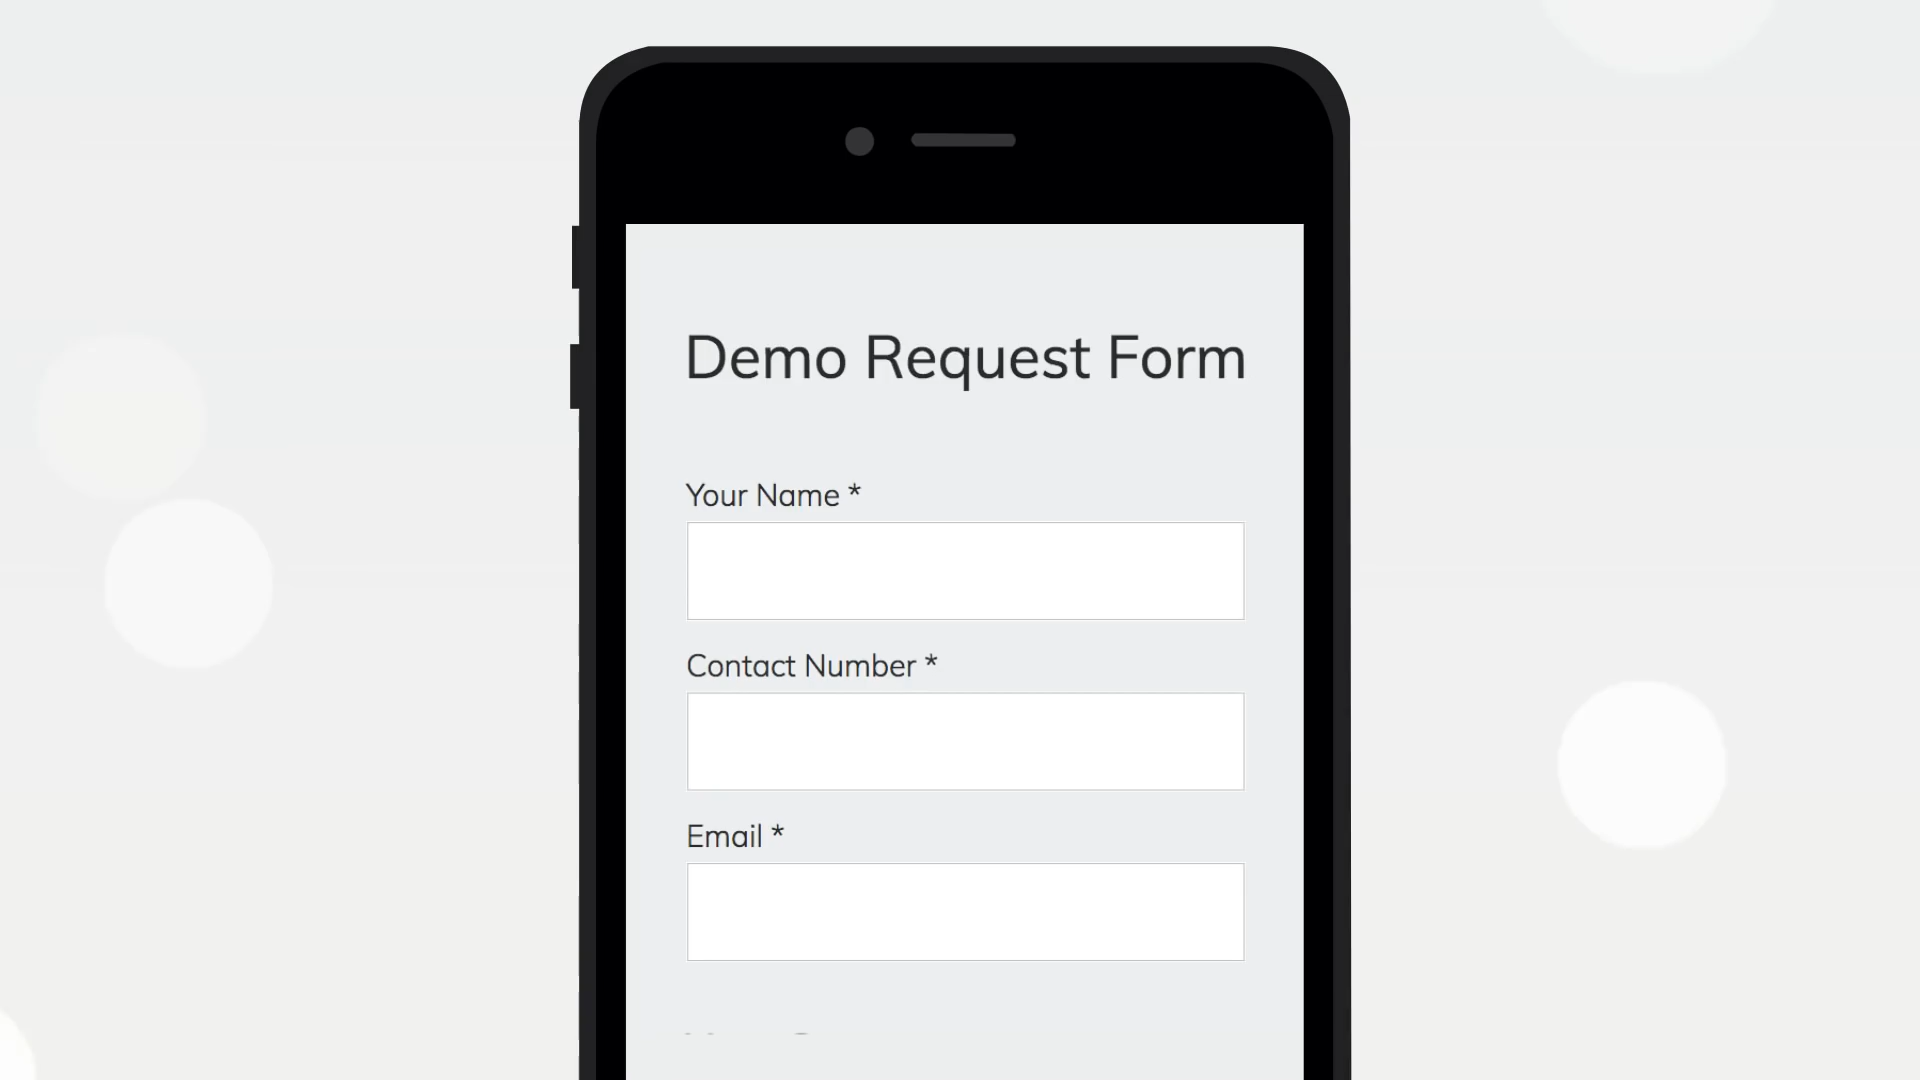 Demo Request Form
Your Name *
Contact Number *
Email *